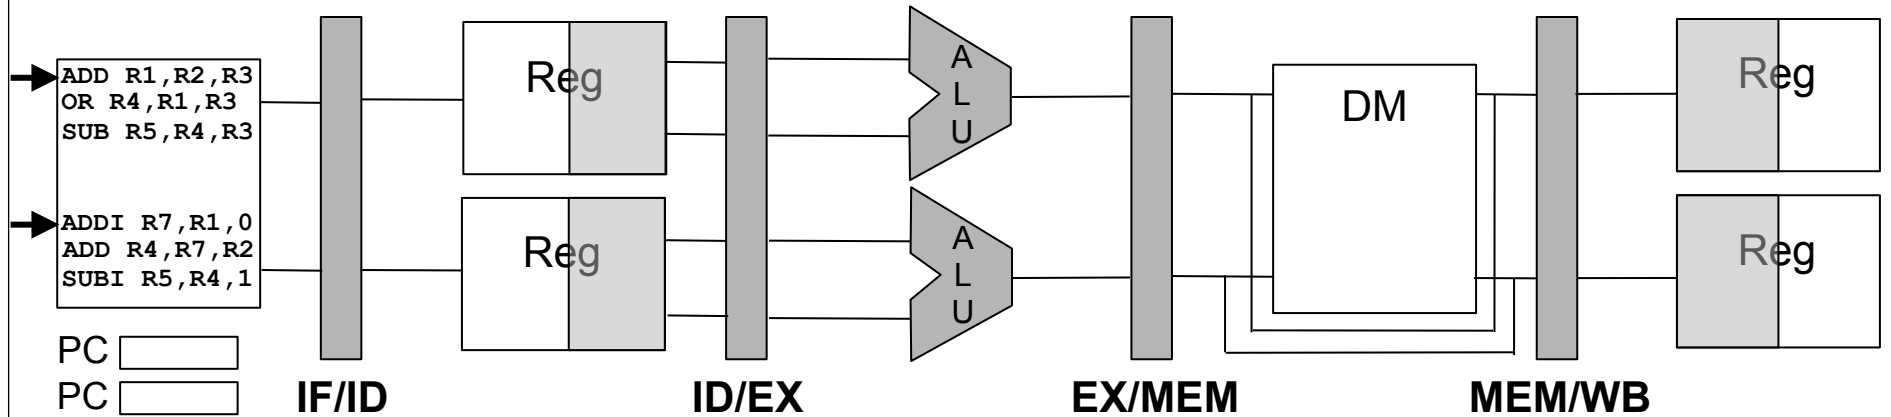 ADD R1,R2,R3
OR R4,R1,R3
SUB R5,R4,R3
ADDI R7,R1,0
ADD R4,R7,R2
SUBI R5,R4,1
PC
PC
IF/ID
Reg
Reg
ID/EX
ALU
ALU
EX/MEM
DM
MEM/WB
Reg
Reg